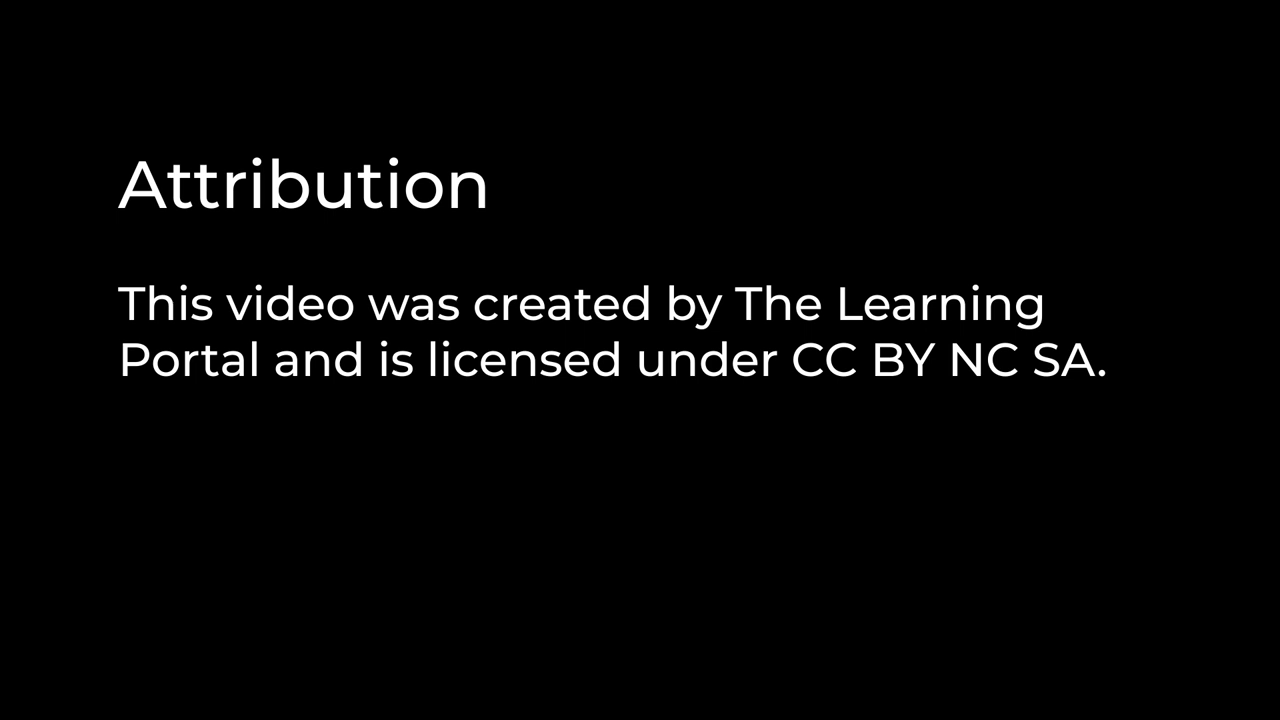 Attribution
This video was created by The Learning
Portal and is licensed under CC BY NC SA.